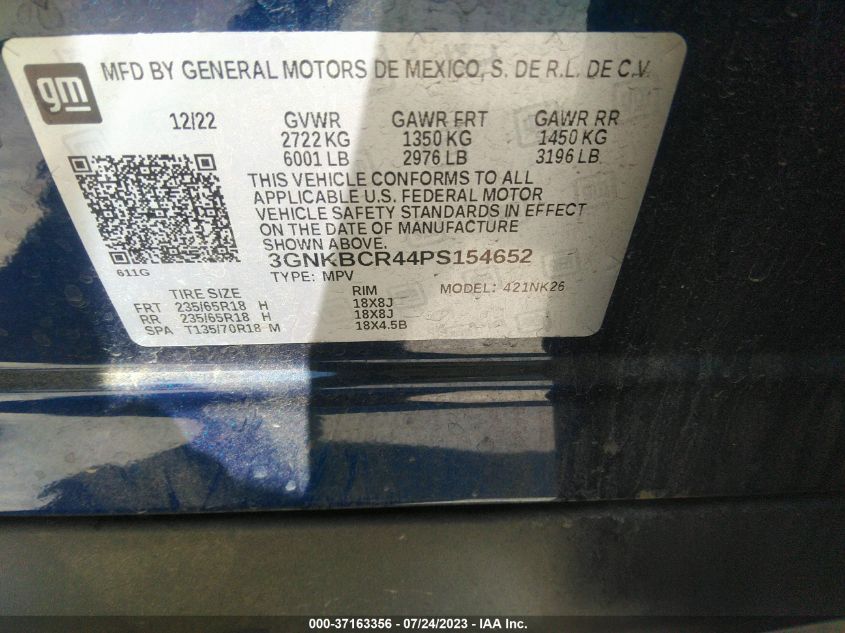 gm
MFD BY GENERAL MOTORS DE MEXICO, S. DE R.L. DE C.V.
12/22 GVWR GAWR FRT GAWR RR
2722 KG 1350 KG 1450 KG
6001 LB 2976 LB 3196 LB
THIS VEHICLE CONFORMS TO ALL
APPLICABLE U.S. FEDERAL MOTOR
VEHICLE SAFETY STANDARDS IN EFFECT
ON THE DATE OF MANUFACTURE
SHOWN ABOVE.
3GNKBCR44PS154652
611G
TYPE: MPV MODEL: 421NK26
TIRE SIZE RIM
FRT 235/65R18 H 18X8J
RR 235/65R18 H 18X8J
SPA T135/70R18 M 18X4.5B
000-37163356 / 07/24/2023 - IAA Inc.